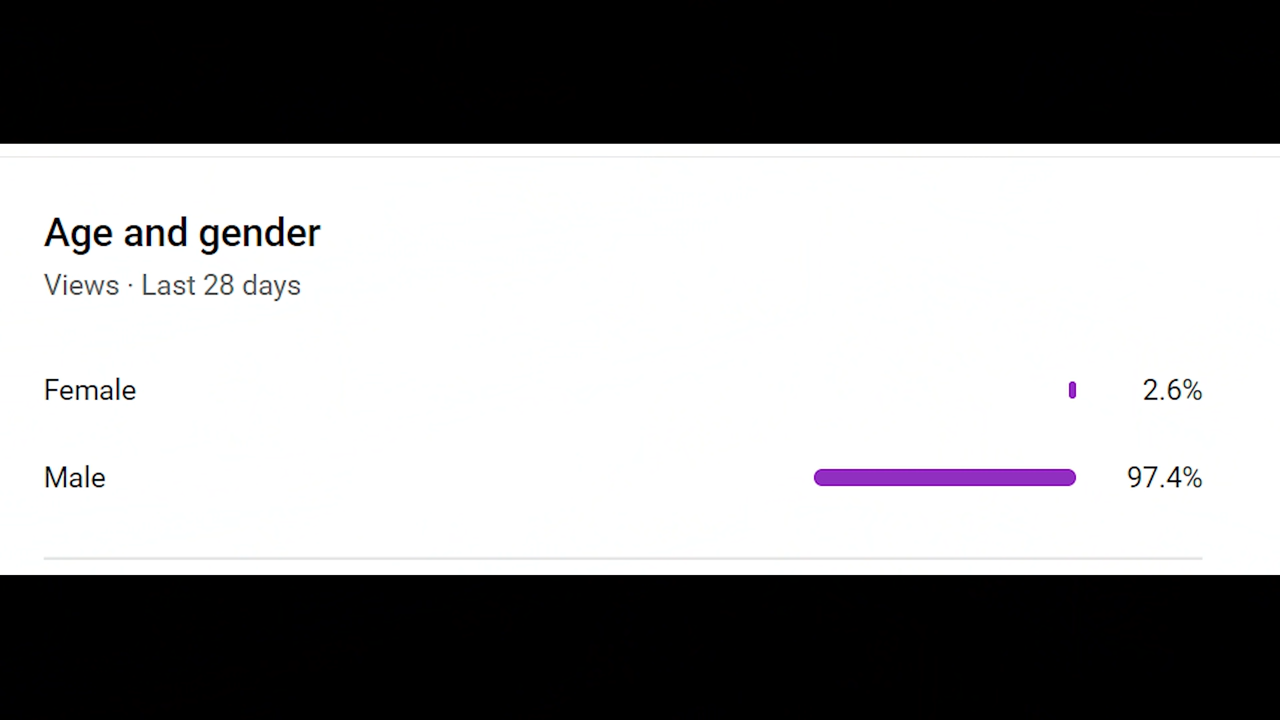 Age and gender
Views · Last 28 days
Female 2.6%
Male 97.4%